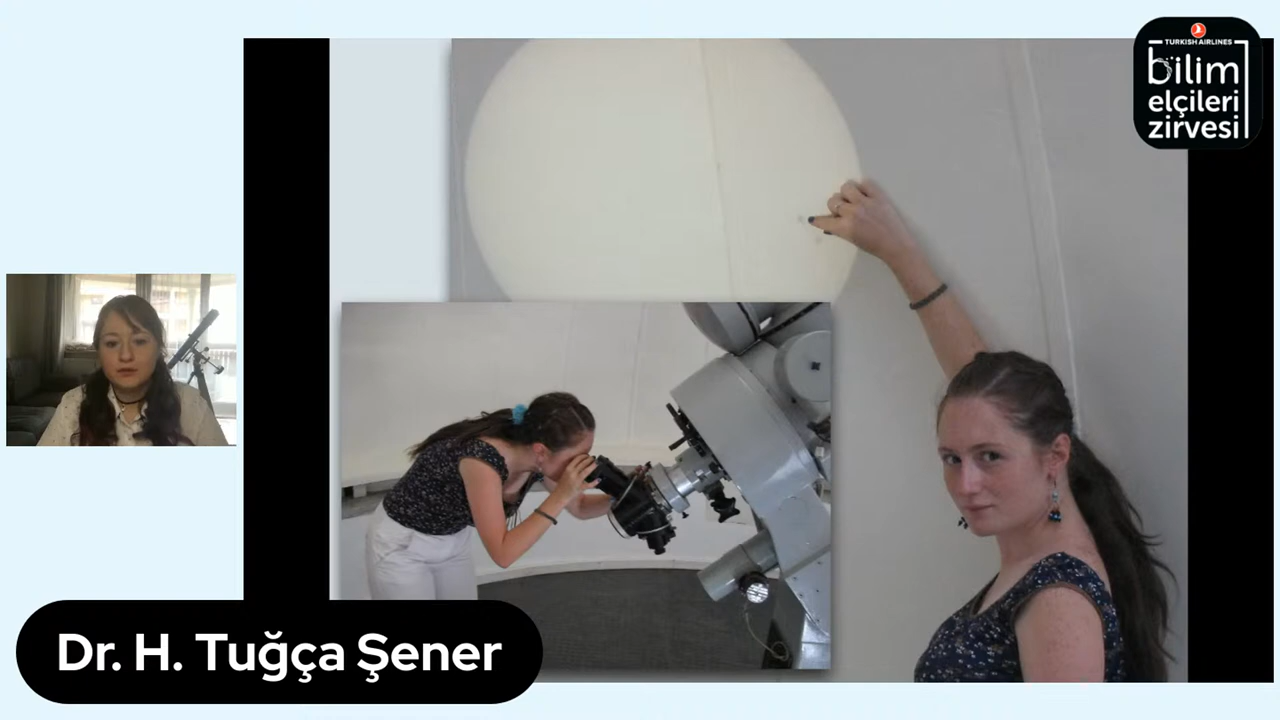 TURKISH AIRLINES
bilim
elçileri
zirvesi
Dr. H. Tuğça Şener